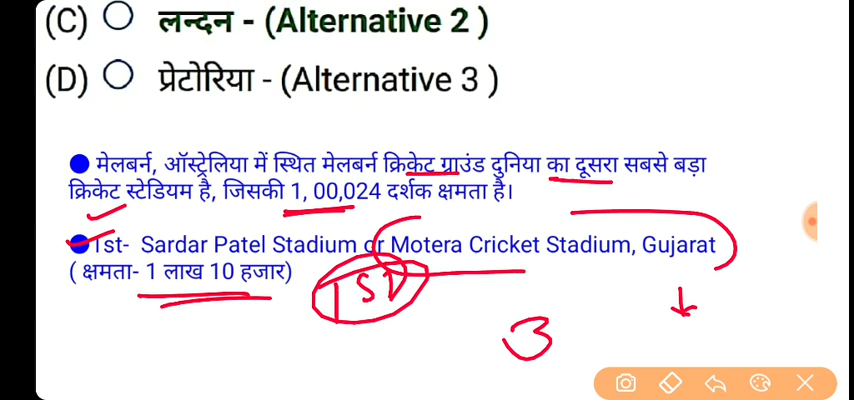 (C) लन्दन - (Alternative 2 )
(D) प्रेटोरिया - (Alternative 3 )
मेलबर्न, ऑस्ट्रेलिया में स्थित मेलबर्न क्रिकेट ग्राउंड दुनिया का दूसरा सबसे बड़ा
क्रिकेट स्टेडियम है, जिसकी 1, 00,024 दर्शक क्षमता है।
1st- Sardar Patel Stadium or Motera Cricket Stadium, Gujarat
( क्षमता- 1 लाख 10 हजार)
3